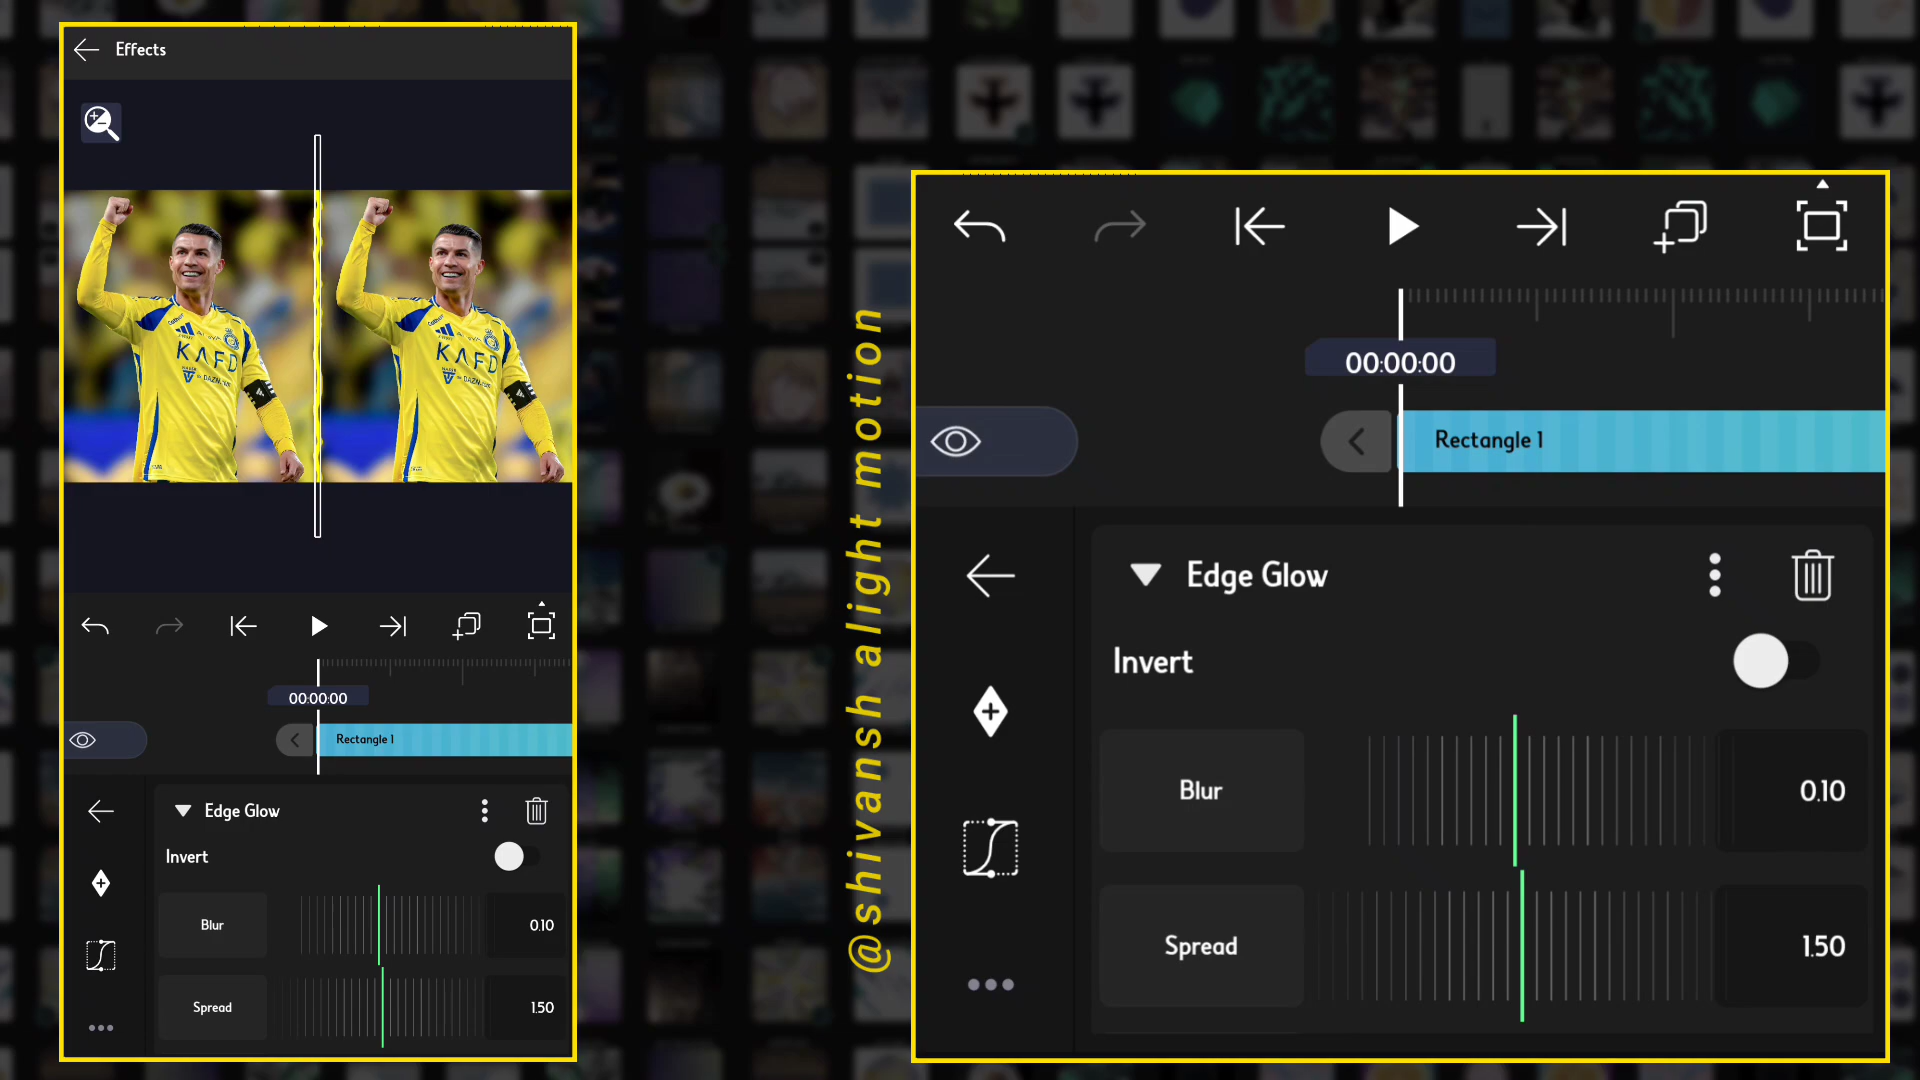 Effects
KAFD
KAFD
00:00:00
Rectangle 1
Edge Glow
Invert
Blur
0.10
Spread
1.50
@shivansh alight motion
00:00:00
Rectangle 1
Edge Glow
Invert
Blur
0.10
Spread
1.50